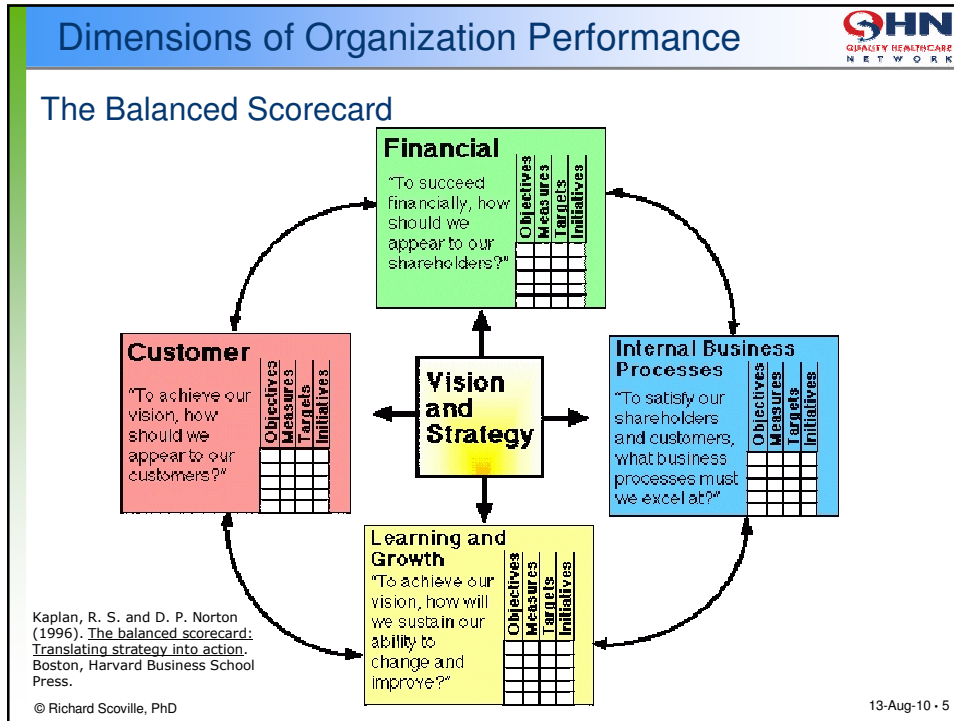 Dimensions of Organization Performance
QHN
QUALITY HEALTHCARE
N E T W O R K
The Balanced Scorecard
Financial
"To succeed
financially, how
should we
appear to our
shareholders?"
Objectives
Measures
Targets
Initiatives
Customer
"To achieve our
vision, how
should we
appear to our
customers?"
Objectives
Measures
Targets
Initiatives
Vision
and
Strategy
Internal Business
Processes
"To satisfy our
shareholders
and customers,
what business
processes must
we excel at?"
Objectives
Measures
Targets
Initiatives
Learning and
Growth
"To achieve our
vision, how will
we sustain our
ability to
change and
improve?"
Objectives
Measures
Targets
Initiatives
Kaplan, R. S. and D. P. Norton
(1996). The balanced scorecard:
Translating strategy into action.
Boston, Harvard Business School
Press.
© Richard Scoville, PhD
13-Aug-10 • 5